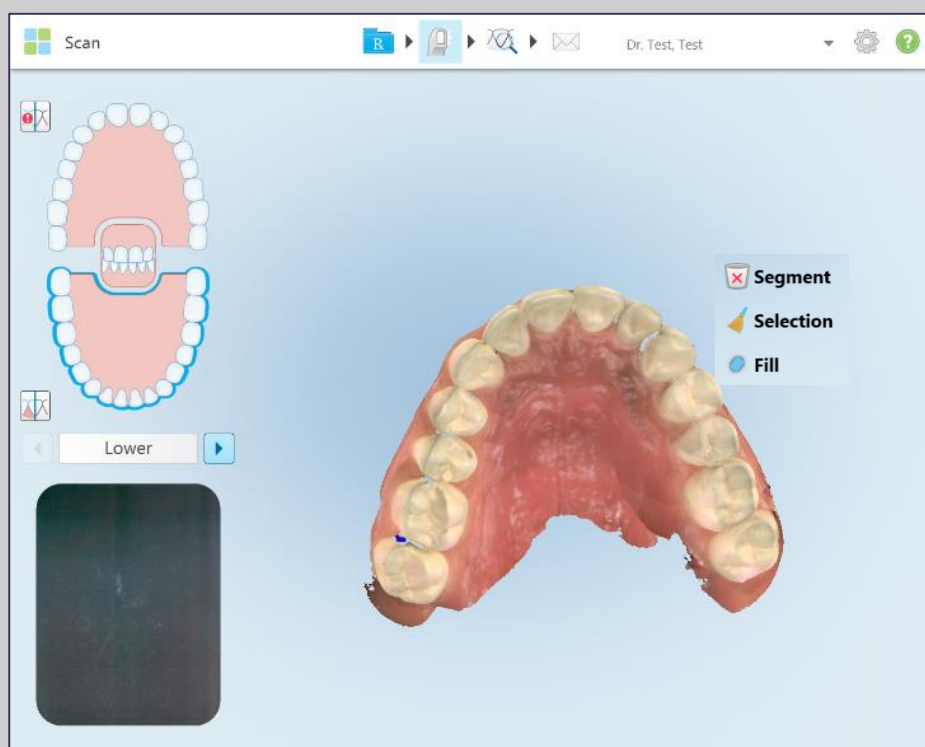 Scan
R
Dr. Test, Test
?
Segment
Selection
Fill
Lower